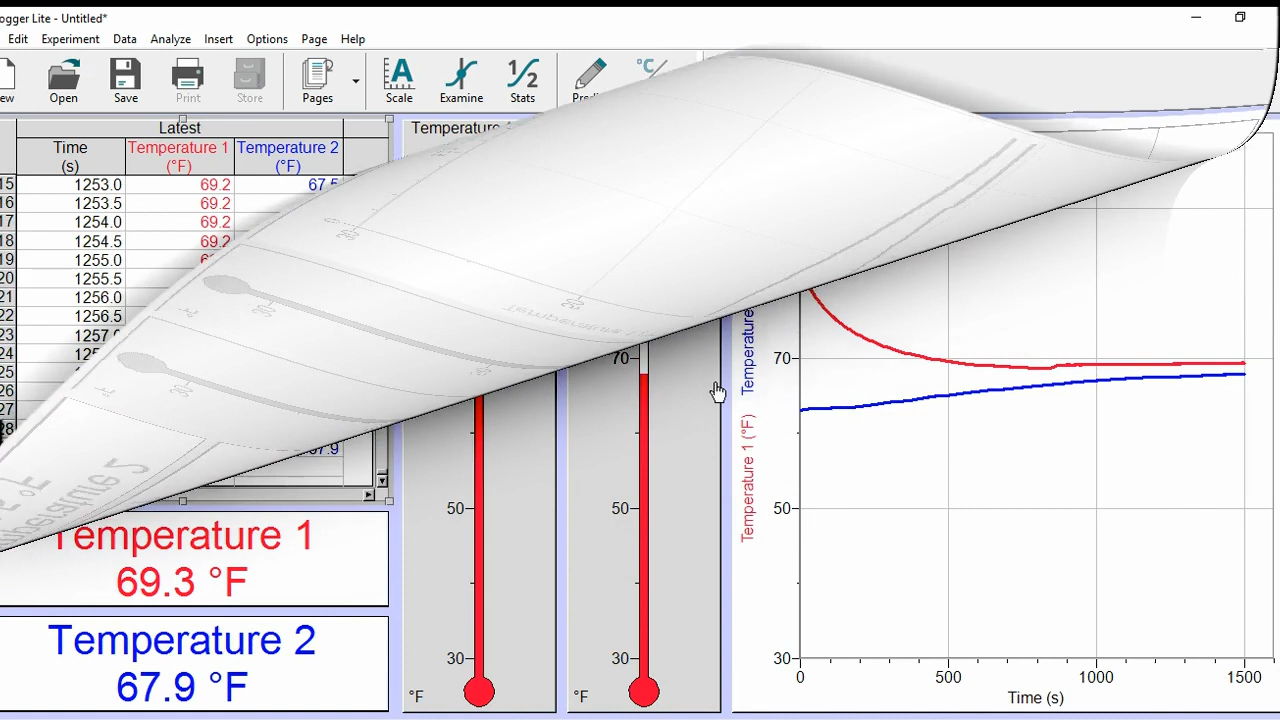 ogger Lite - Untitled*
Edit Experiment Data Analyze Insert Options Page Help
Open Save Print Store Pages Scale Examine Stats
°C
Latest
Time Temperature 1 Temperature 2
(s) (°F) (°F)
15 1253.0 69.2 67.5
16 1253.5 69.2
17 1254.0 69.2
18 1254.5 69.2
19 1255.0
20 1255.5
21 1256.0
22 1256.5
23 1257.0
24
25
26
27
28
Temperature
70
50
30
°F
70
50
30
°F
Temperature 1
69.3 °F
Temperature 2
67.9 °F
Temperature 1 (°F) Temperature
70
50
30
0 500 1000 1500
Time (s)